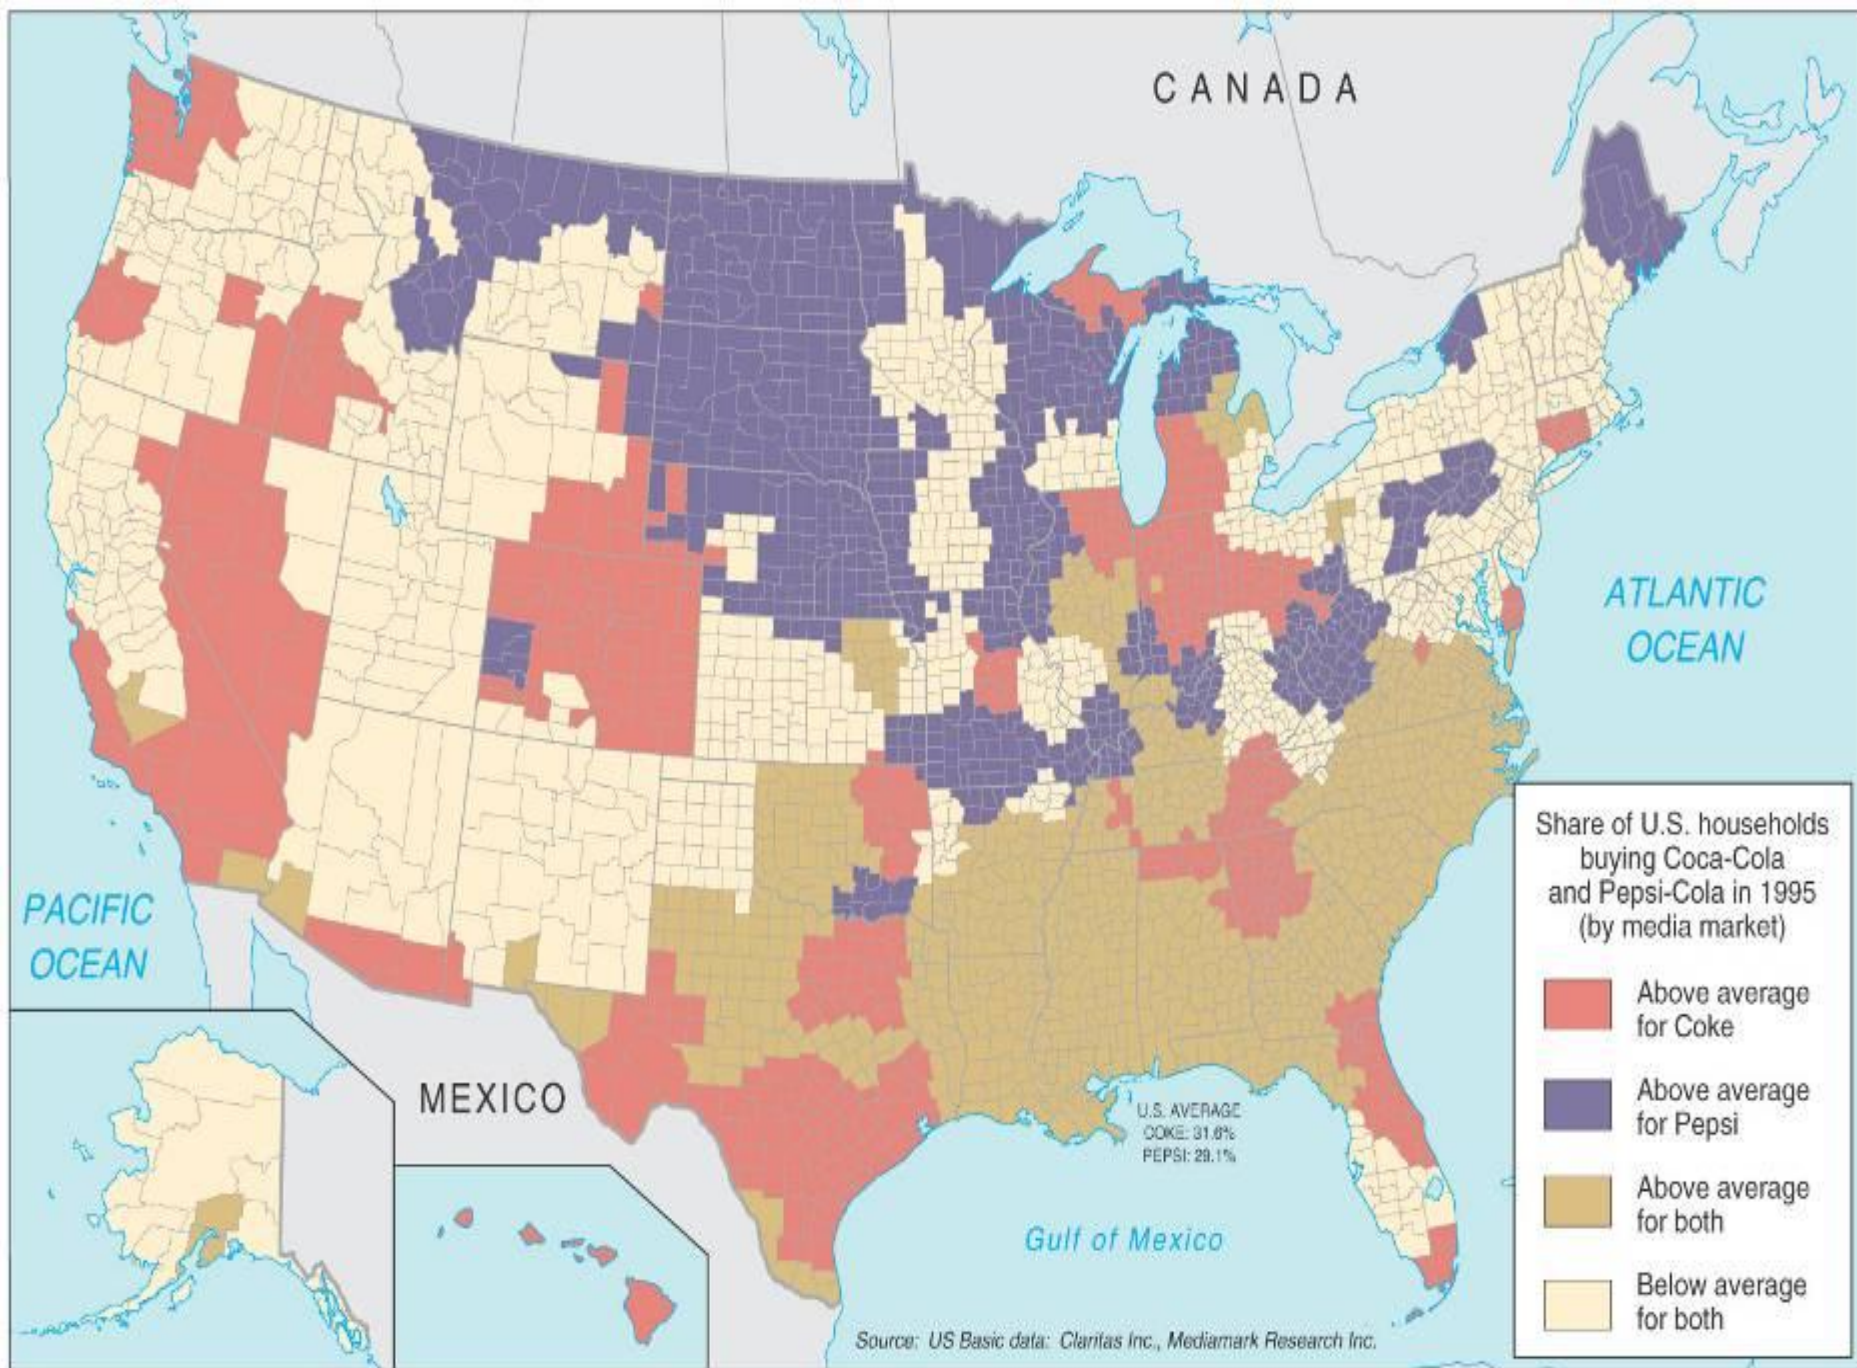 CANADA
ATLANTIC
OCEAN
PACIFIC
OCEAN
MEXICO
U.S. AVERAGE
COKE: 31.6%
PEPSI: 29.1%
Gulf of Mexico
Share of U.S. households
buying Coca-Cola
and Pepsi-Cola in 1995
(by media market)
Above average
for Coke
Above average
for Pepsi
Above average
for both
Below average
for both
Source: US Basic data: Claritas Inc., Mediamark Research Inc.